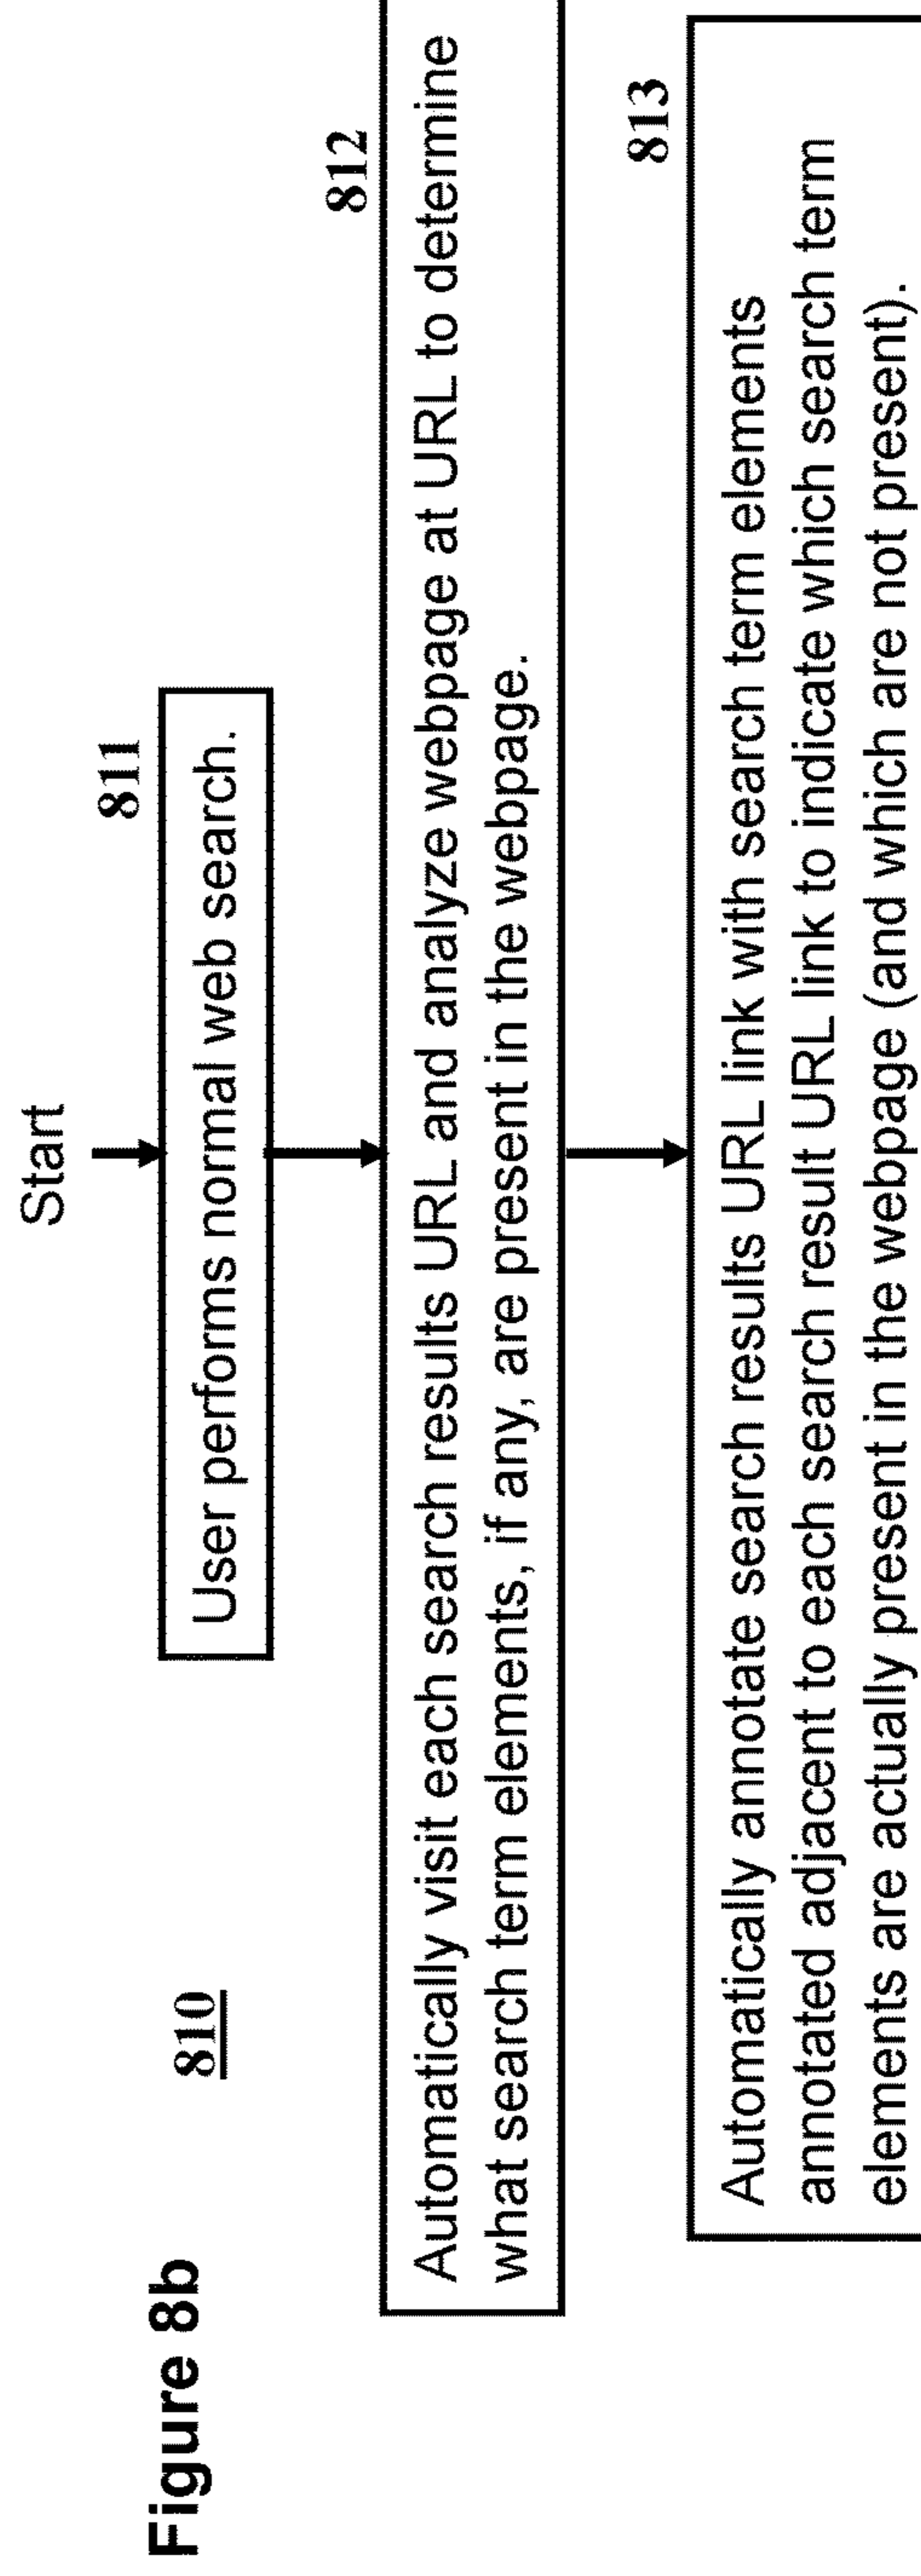 Figure 8b
810
Start
811
User performs normal web search.
812
Automatically visit each search results URL and analyze webpage at URL to determine
what search term elements, if any, are present in the webpage.
813
Automatically annotate search results URL link with search term elements
annotated adjacent to each search result URL link to indicate which search term
elements are actually present in the webpage (and which are not present).